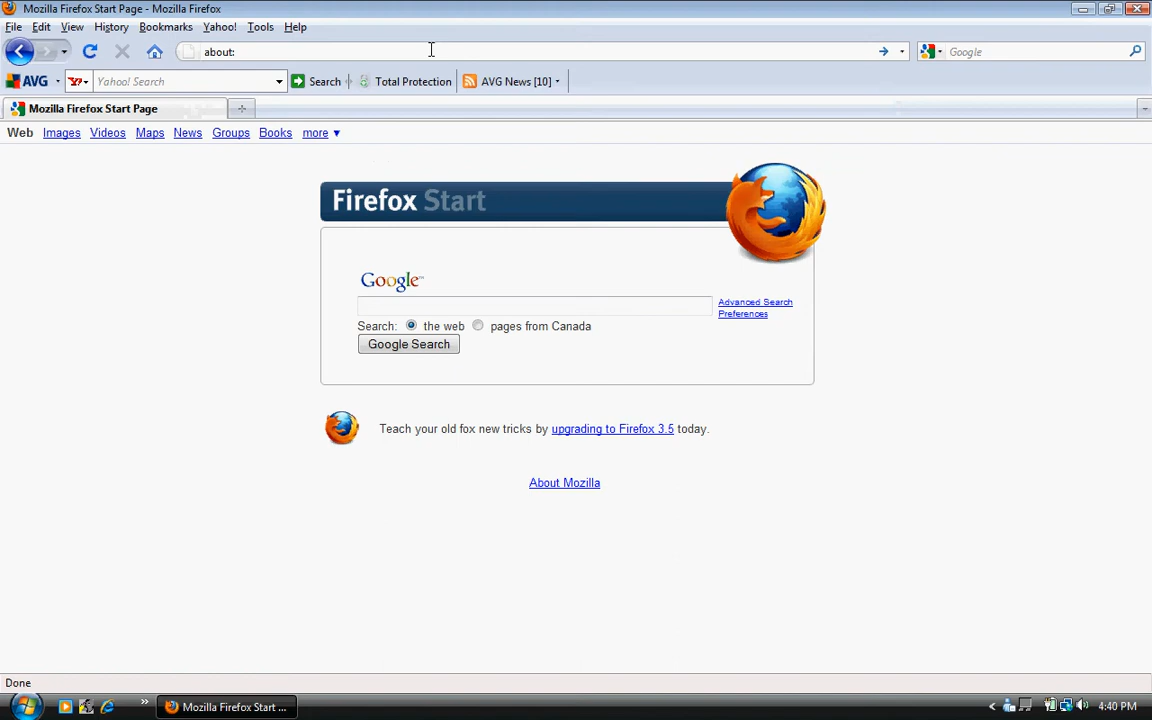 Mozilla Firefox Start Page - Mozilla Firefox
File Edit View History Bookmarks Yahoo! Tools Help
about: Google
AVG Y! Yahoo! Search Search Total Protection AVG News [10]
Mozilla Firefox Start Page
Web Images Videos Maps News Groups Books more ▼
Firefox Start
Google™
Advanced Search
Preferences
Search: the web pages from Canada
Google Search
Teach your old fox new tricks by upgrading to Firefox 3.5 today.
About Mozilla
Done
Mozilla Firefox Start ... 4:40 PM